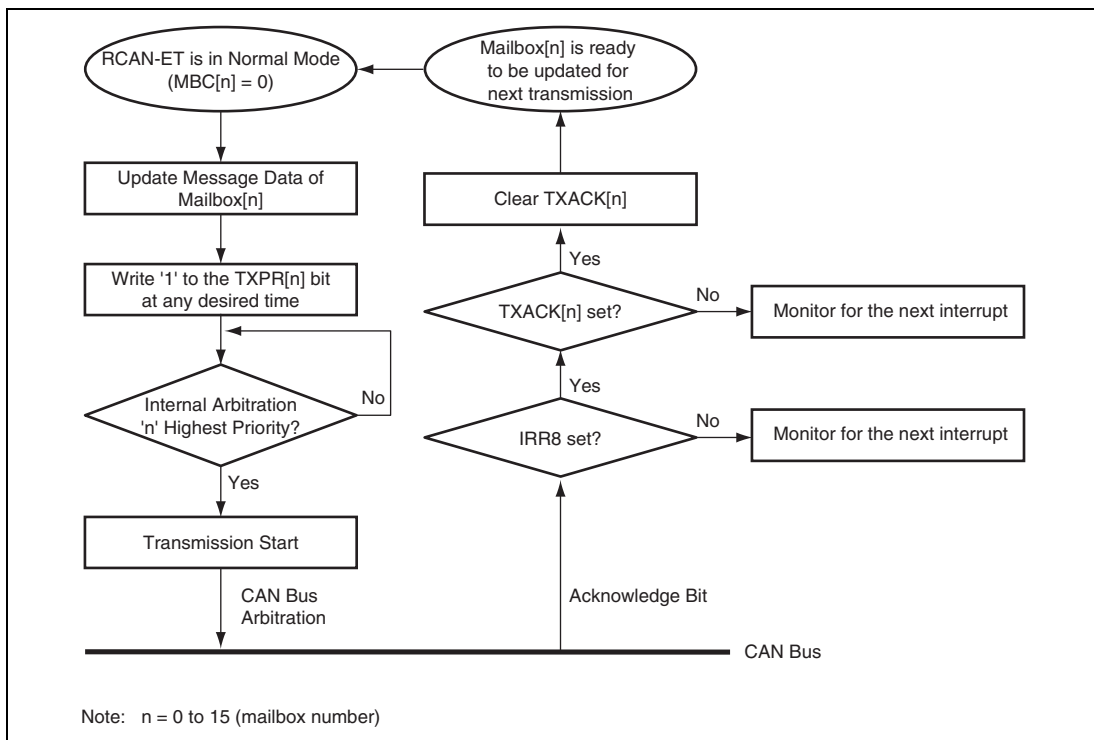 RCAN-ET is in Normal Mode
(MBC[n] = 0)
Update Message Data of
Mailbox[n]
Write '1' to the TXPR[n] bit
at any desired time
Internal Arbitration
'n' Highest Priority?
No
Yes
Transmission Start
CAN Bus
Arbitration
Mailbox[n] is ready
to be updated for
next transmission
Clear TXACK[n]
Yes
TXACK[n] set?
No
Monitor for the next interrupt
Yes
IRR8 set?
No
Monitor for the next interrupt
Acknowledge Bit
CAN Bus
Note: n = 0 to 15 (mailbox number)